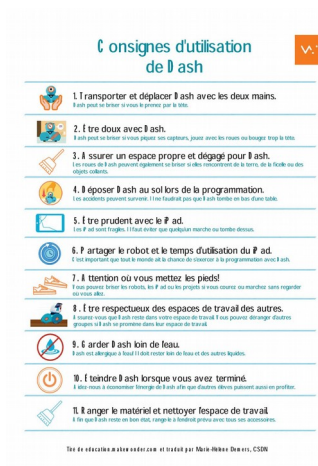 Consignes d'utilisation
de Dash
1. Transporter et déplacer Dash avec les deux mains.
Dash peut se briser si vous le prenez par la tête.
2. Être doux avec Dash.
Dash peut se briser si vous piquez ses capteurs, jouez avec les roues ou bougez trop la tête.
3. Assurer un espace propre et dégagé pour Dash.
Les roues de Dash peuvent également se briser si elles rencontrent de la terre, de la ficelle ou des
objets collants.
4. Déposer Dash au sol lors de la programmation.
Les accidents peuvent survenir. Il ne faudrait pas que Dash tombe en bas d'une table.
5. Être prudent avec le iPad.
Les iPad sont fragiles. Il faut éviter que quelqu'un marche ou tombe dessus.
6. Partager le robot et le temps d'utilisation du iPad.
C'est important que tout le monde ait la chance de s'exercer à la programmation avec Dash.
7. Attention où vous mettez les pieds!
Vous pouvez briser les robots, les iPad ou les projets si vous courez ou marchez sans regarder
où vous allez.
8. Être respectueux des espaces de travail des autres.
Assurez-vous que Dash reste dans votre espace de travail. Vous pouvez déranger d'autres
groupes si Dash se promène dans leur espace de travail.
9. Garder Dash loin de l'eau.
Dash est allergique à l'eau! Il doit rester loin de l'eau et des autres liquides.
10. Éteindre Dash lorsque vous avez terminé.
Aidez-nous à économiser l'énergie de Dash afin que d'autres élèves puissent aussi en profiter.
11. Ranger le matériel et nettoyer l'espace de travail.
Afin que Dash reste en bon état, range-le à l'endroit prévu avec tous ses accessoires.
Tiré de education.makewonder.com et traduit par Marie-Hélène Demers, CSDN